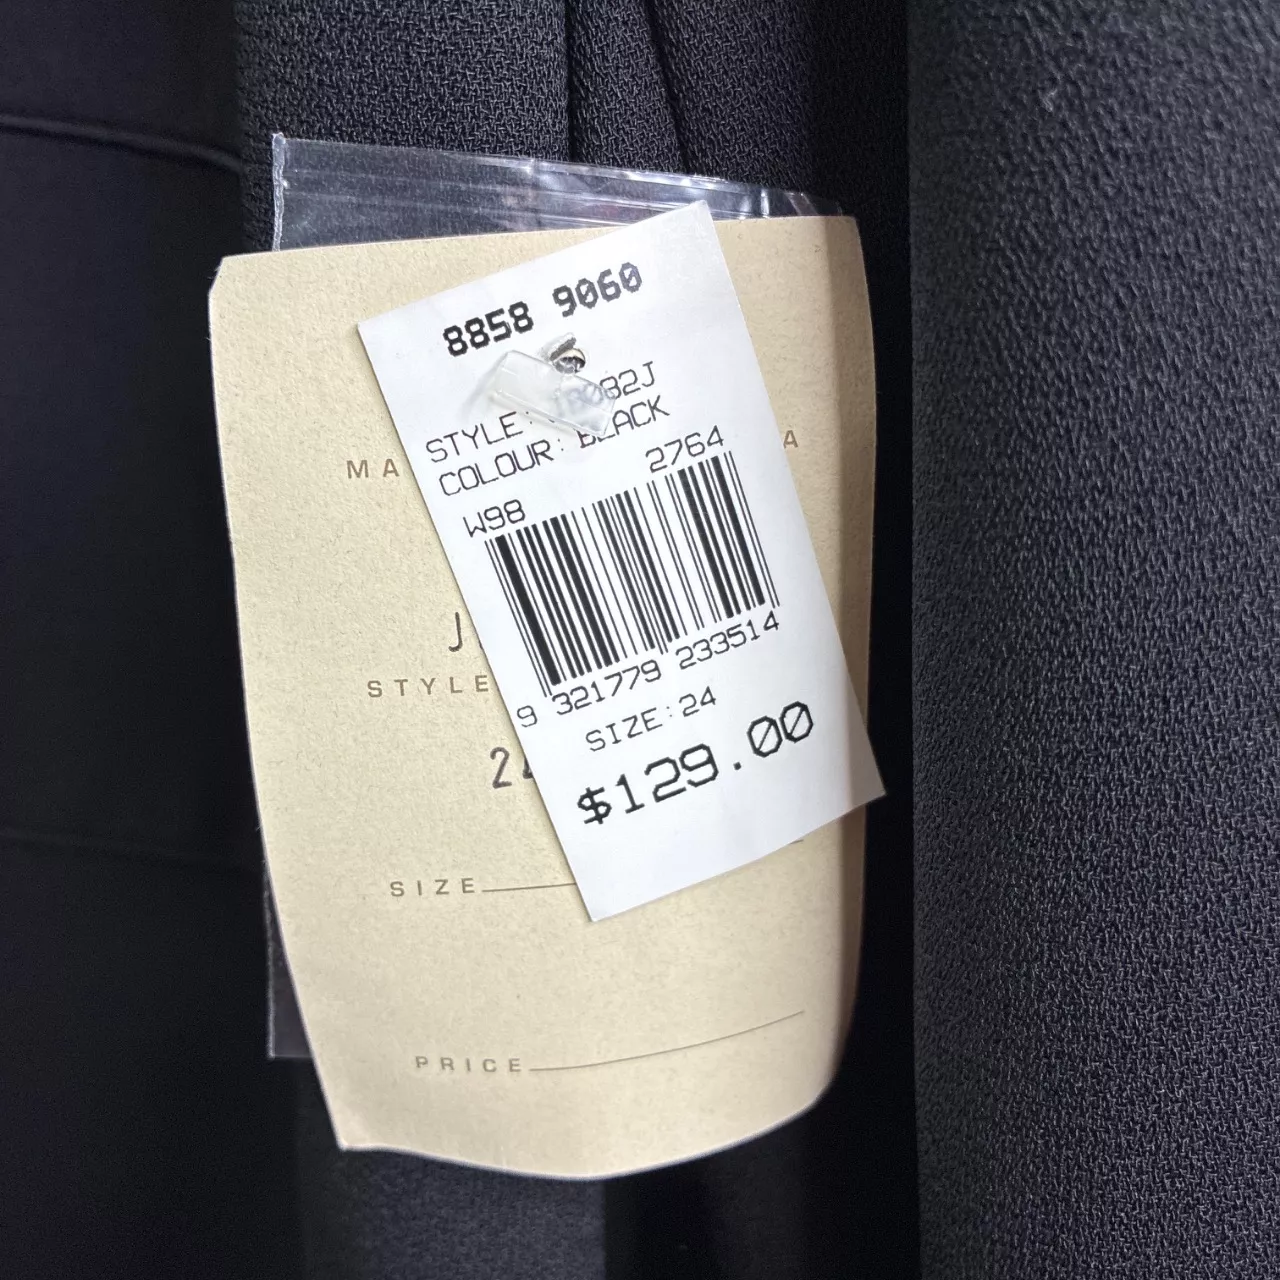 8858 9060
STYLE:
COLOUR: BLACK
2764
W98
9 321779 233514
SIZE:24
$129.00
MA A
J
STYLE
24
SIZE
PRICE